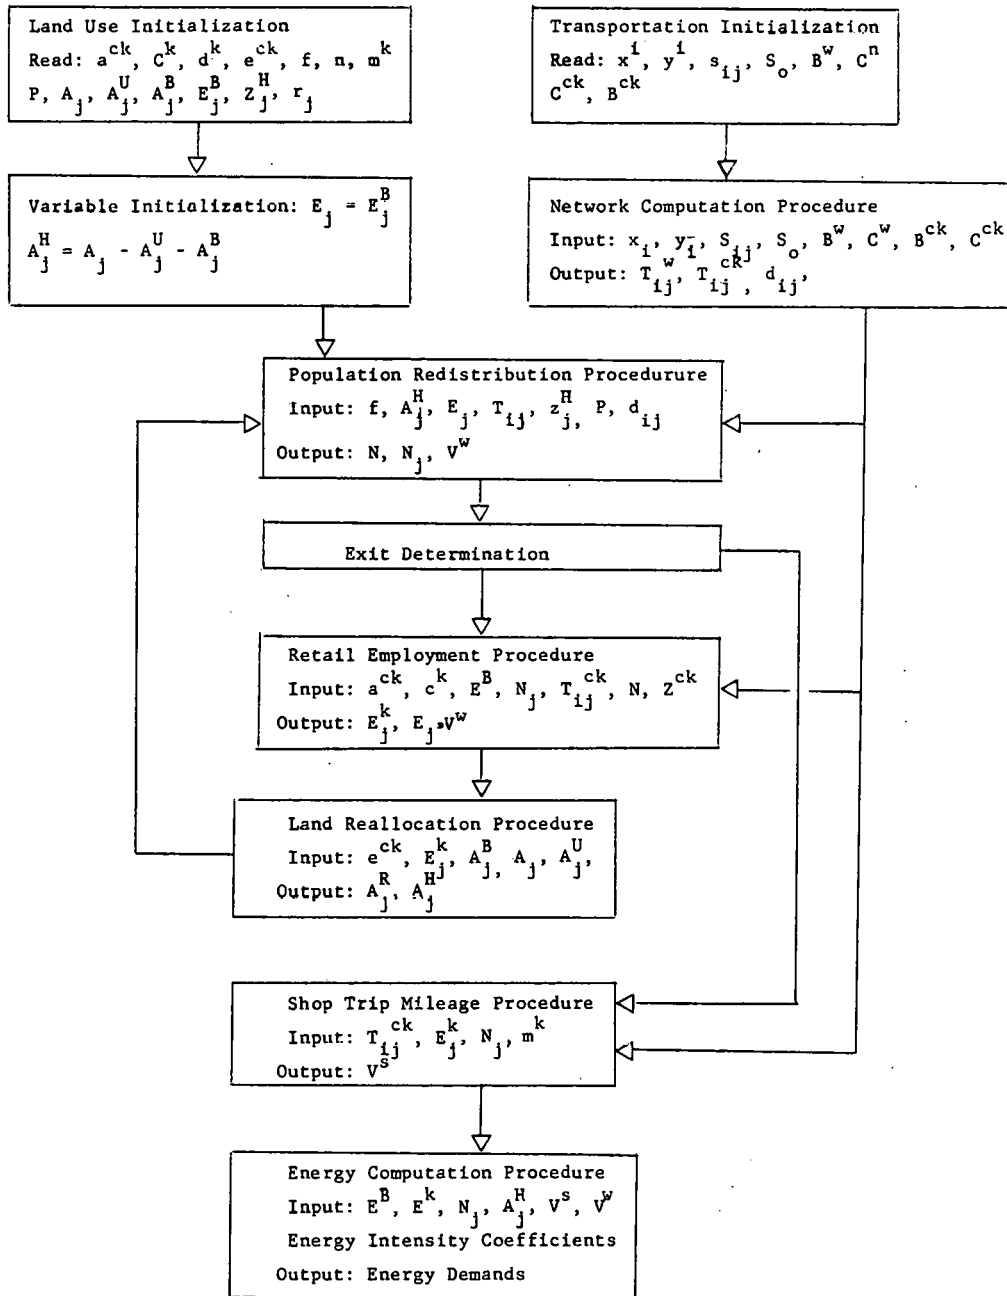 Land Use Initialization
Read: a^ck, C^k, d^k, e^ck, f, n, m^k
P, A_j, A_j^U, A_j^B, E_j^B, Z_j^H, r_j
Transportation Initialization
Read: x^i, y^i, s_ij, S_o, B^w, C^n
C^ck, B^ck
Variable Initialization: E_j = E_j^B
A_j^H = A_j - A_j^U - A_j^B
Network Computation Procedure
Input: x_i, y_i, S_ij, S_o, B^w, C^w, B^ck, C^ck
Output: T_ij^w, T_ij^ck, d_ij,
Population Redistribution Procedurure
Input: f, A_j^H, E_j, T_ij, z_j^H, P, d_ij
Output: N, N_j, V^w
Exit Determination
Retail Employment Procedure
Input: a^ck, c^k, E^B, N_j, T_ij^ck, N, Z^ck
Output: E_j^k, E_j, V^w
Land Reallocation Procedure
Input: e^ck, E_j^k, A_j^B, A_j, A_j^U,
Output: A_j^R, A_j^H
Shop Trip Mileage Procedure
Input: T_ij^ck, E_j^k, N_j, m^k
Output: V^s
Energy Computation Procedure
Input: E^B, E^k, N_j, A_j^H, V^s, V^w
Energy Intensity Coefficients
Output: Energy Demands